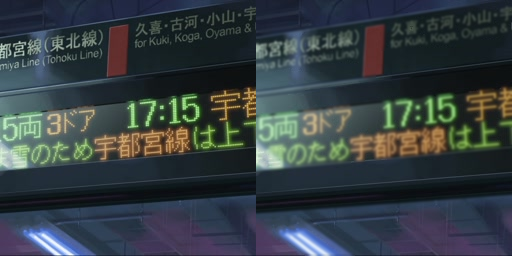 都宮線(東北線)
miya Line (Tohoku Line)
久喜・古河・小山・宇
for Kuki, Koga, Oyama &
5両 3ドア 17:15 宇都
雪のため宇都宮線は上下
都宮線(東北線)
miya Line (Tohoku Line)
久喜・古河・小山・宇
for Kuki, Koga, Oyama &
5両 3ドア 17:15 宇都
雪のため宇都宮線は上下